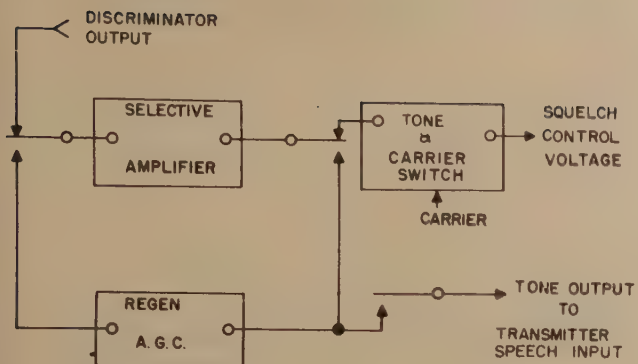 DISCRIMINATOR
OUTPUT
SELECTIVE
AMPLIFIER
TONE
&
CARRIER
SWITCH
SQUELCH
CONTROL
VOLTAGE
CARRIER
REGEN
A.G.C.
TONE OUTPUT
TO
TRANSMITTER
SPEECH INPUT